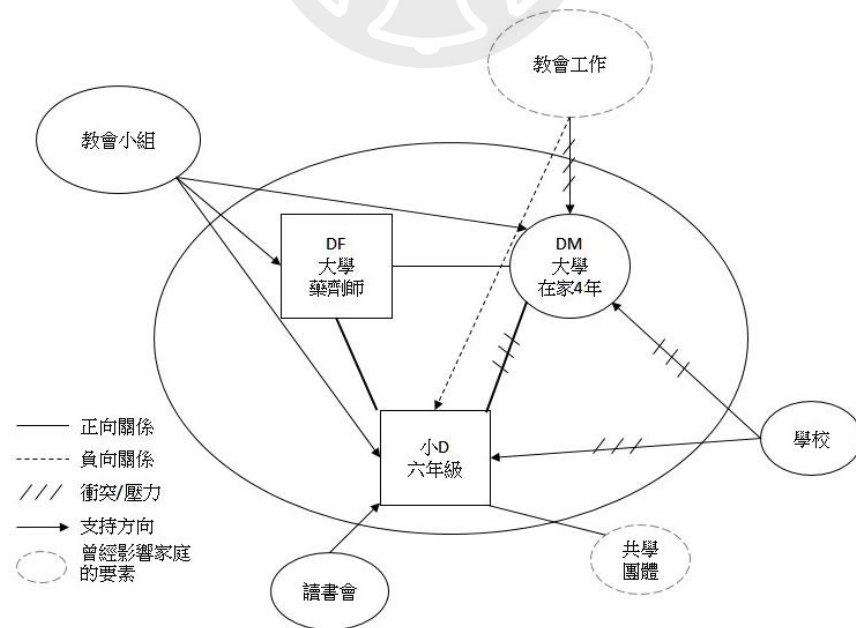 教會工作
教會小組
DF
大學
藥劑師
DM
大學
在家4年
小D
六年級
學校
共學
團體
讀書會
正向關係
負向關係
衝突/壓力
支持方向
曾經影響家庭
的要素